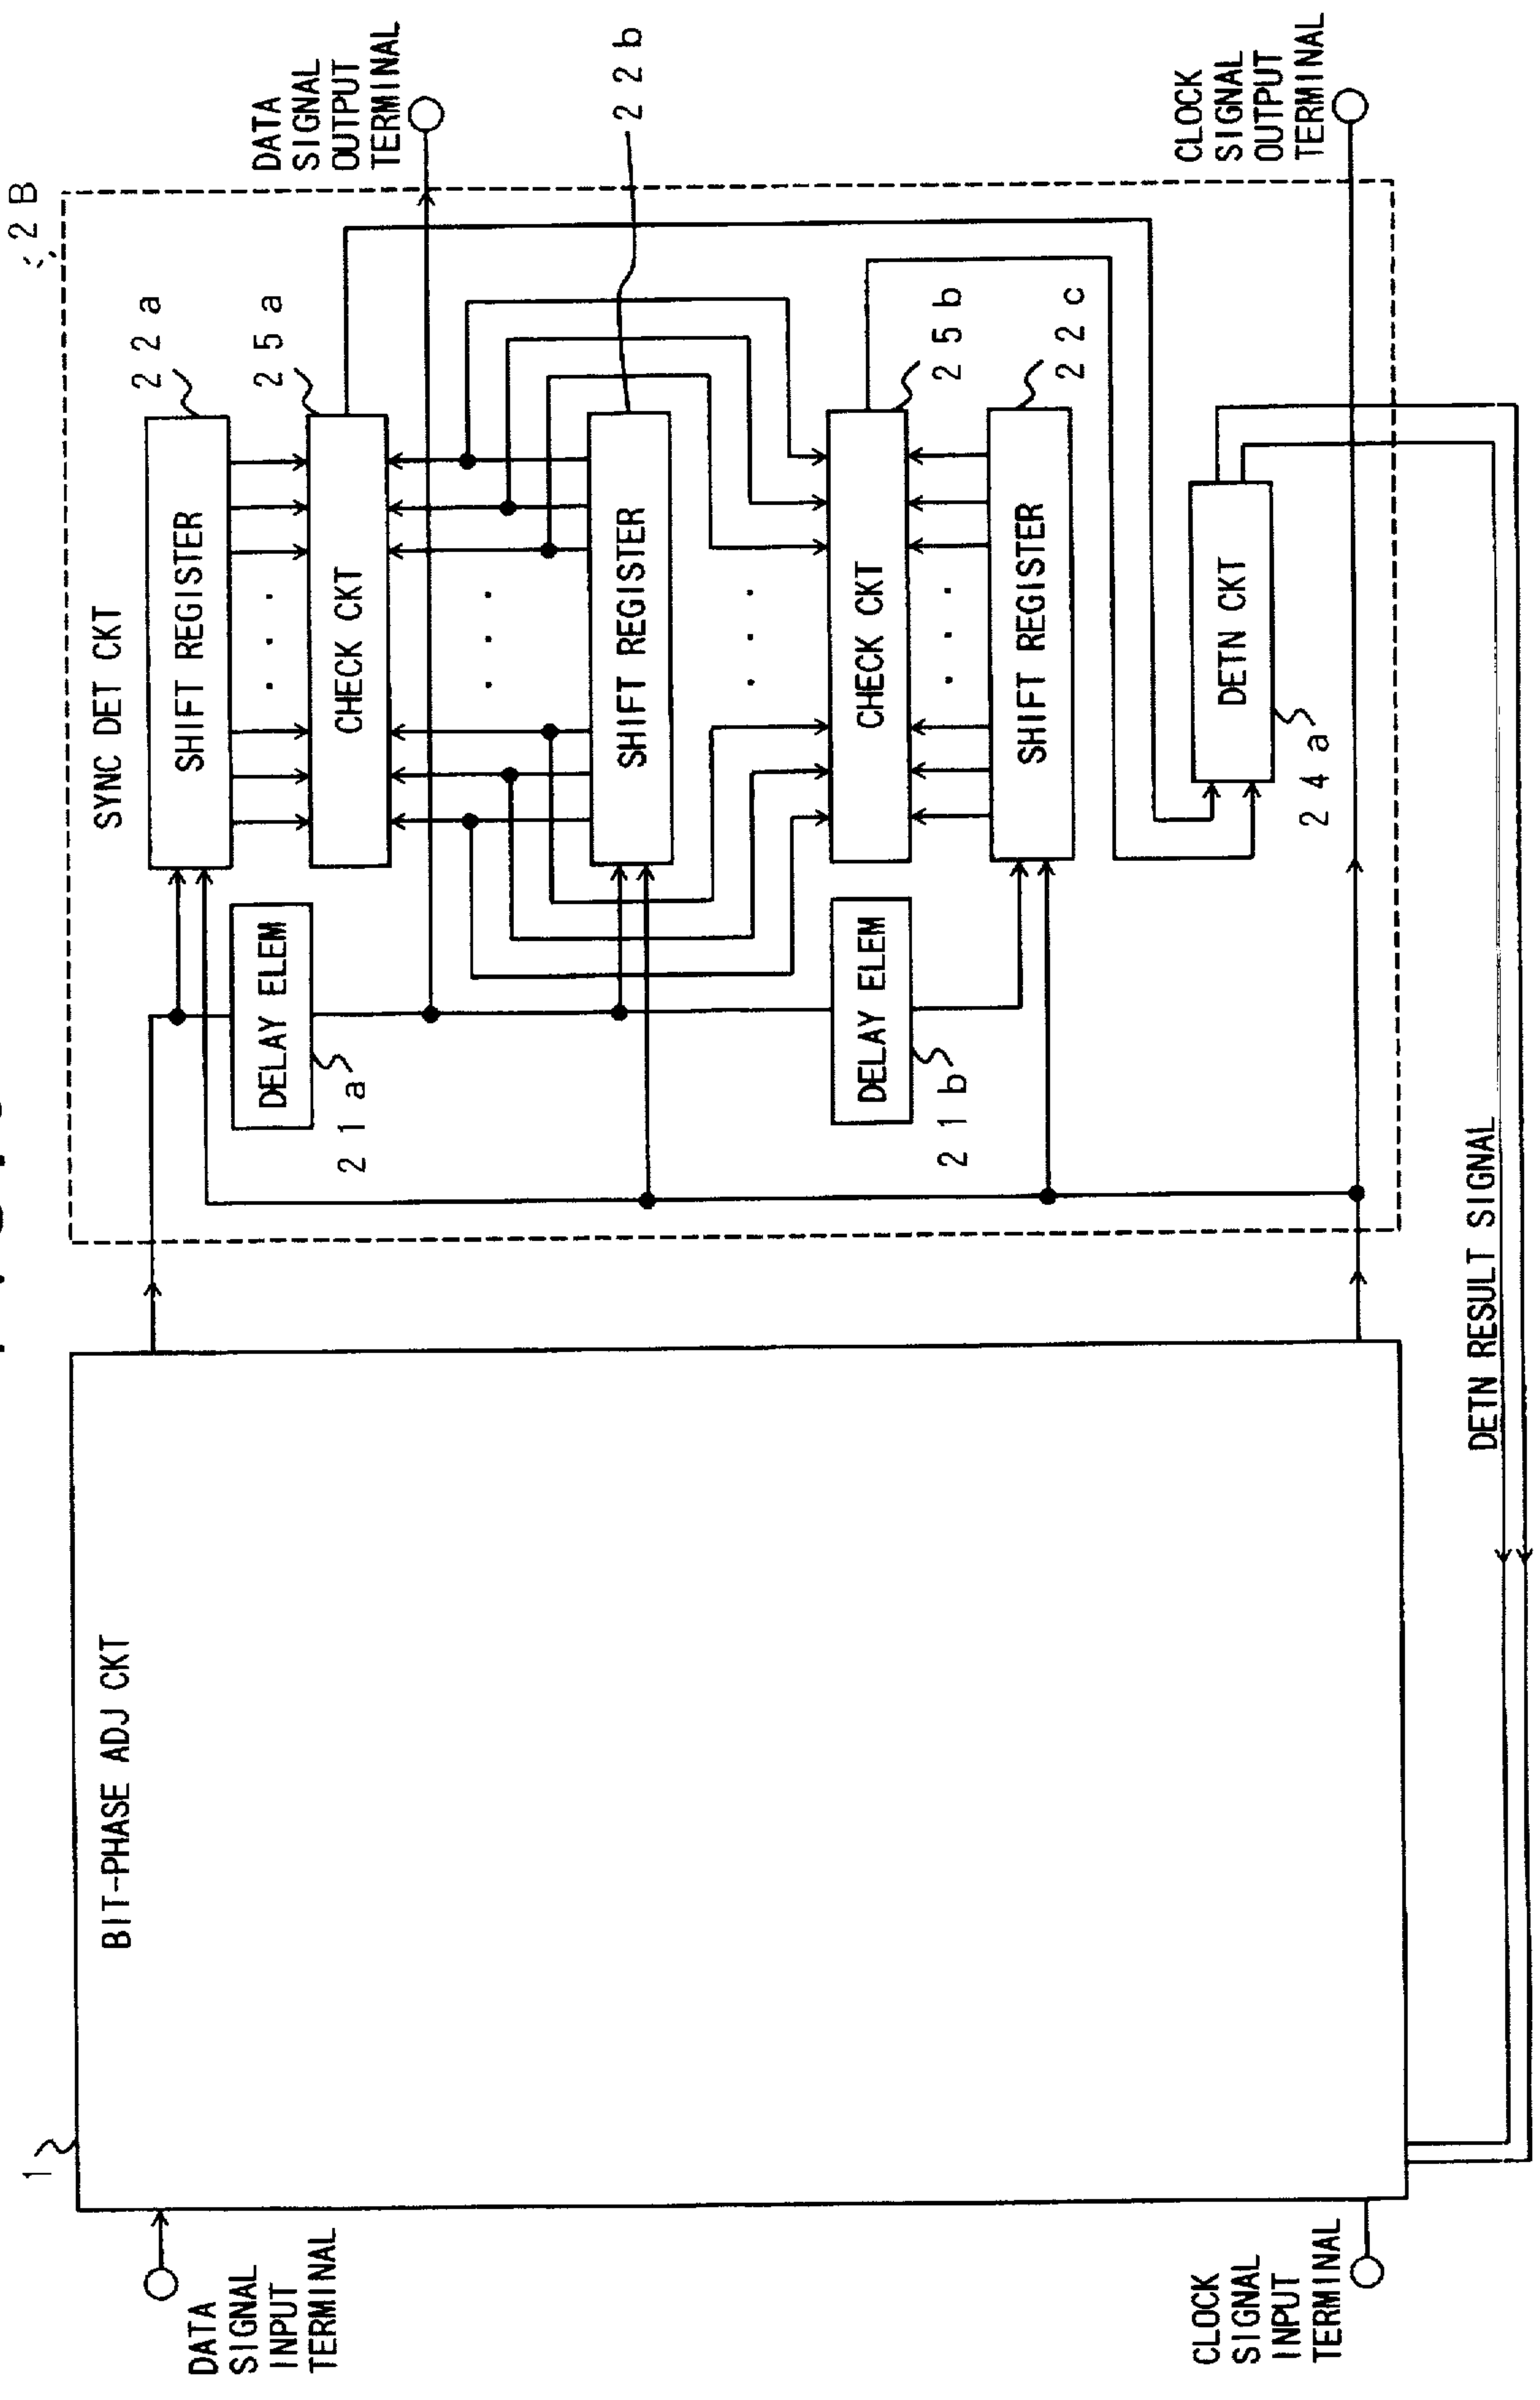 2 B
SYNC DET CKT
SHIFT REGISTER
2 2 a
CHECK CKT
2 5 a
DELAY ELEM
2 1 a
DATA
SIGNAL
OUTPUT
TERMINAL
SHIFT REGISTER
2 2 b
CHECK CKT
2 5 b
DELAY ELEM
2 1 b
SHIFT REGISTER
2 2 c
DETN CKT
2 4 a
CLOCK
SIGNAL
OUTPUT
TERMINAL
1
BIT-PHASE ADJ CKT
DATA
SIGNAL
INPUT
TERMINAL
CLOCK
SIGNAL
INPUT
TERMINAL
DETN RESULT SIGNAL